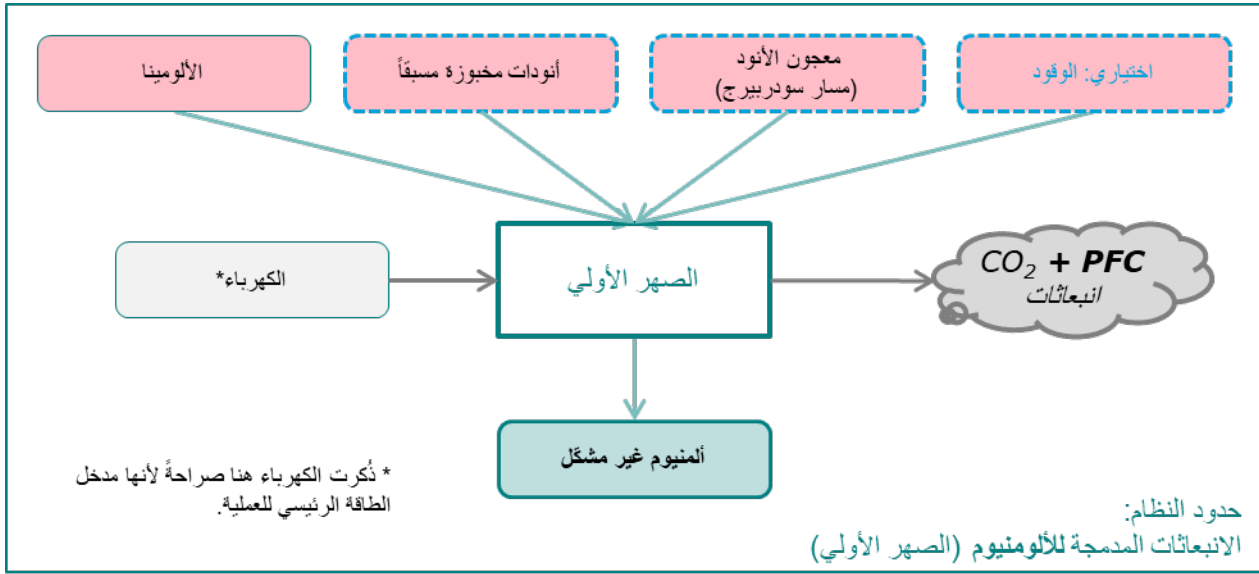 الألومينا
أنودات مخبوزة مسبقاً
معجون الأنود
(مسار سودربيرج)
اختياري: الوقود
الكهرباء*
الصهر الأولي
CO₂ + PFC
انبعاثات
ألمنيوم غير مشكّل
* ذُكرت الكهرباء هنا صراحةً لأنها مدخل
الطاقة الرئيسي للعملية.
حدود النظام:
الانبعاثات المدمجة للألومنيوم (الصهر الأولي)